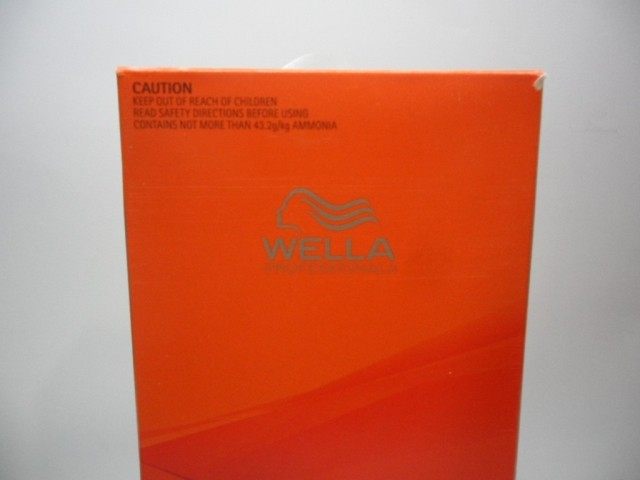 CAUTION
KEEP OUT OF REACH OF CHILDREN
READ SAFETY DIRECTIONS BEFORE USING
CONTAINS NOT MORE THAN 43.2g/kg AMMONIA
WELLA
PROFESSIONALS